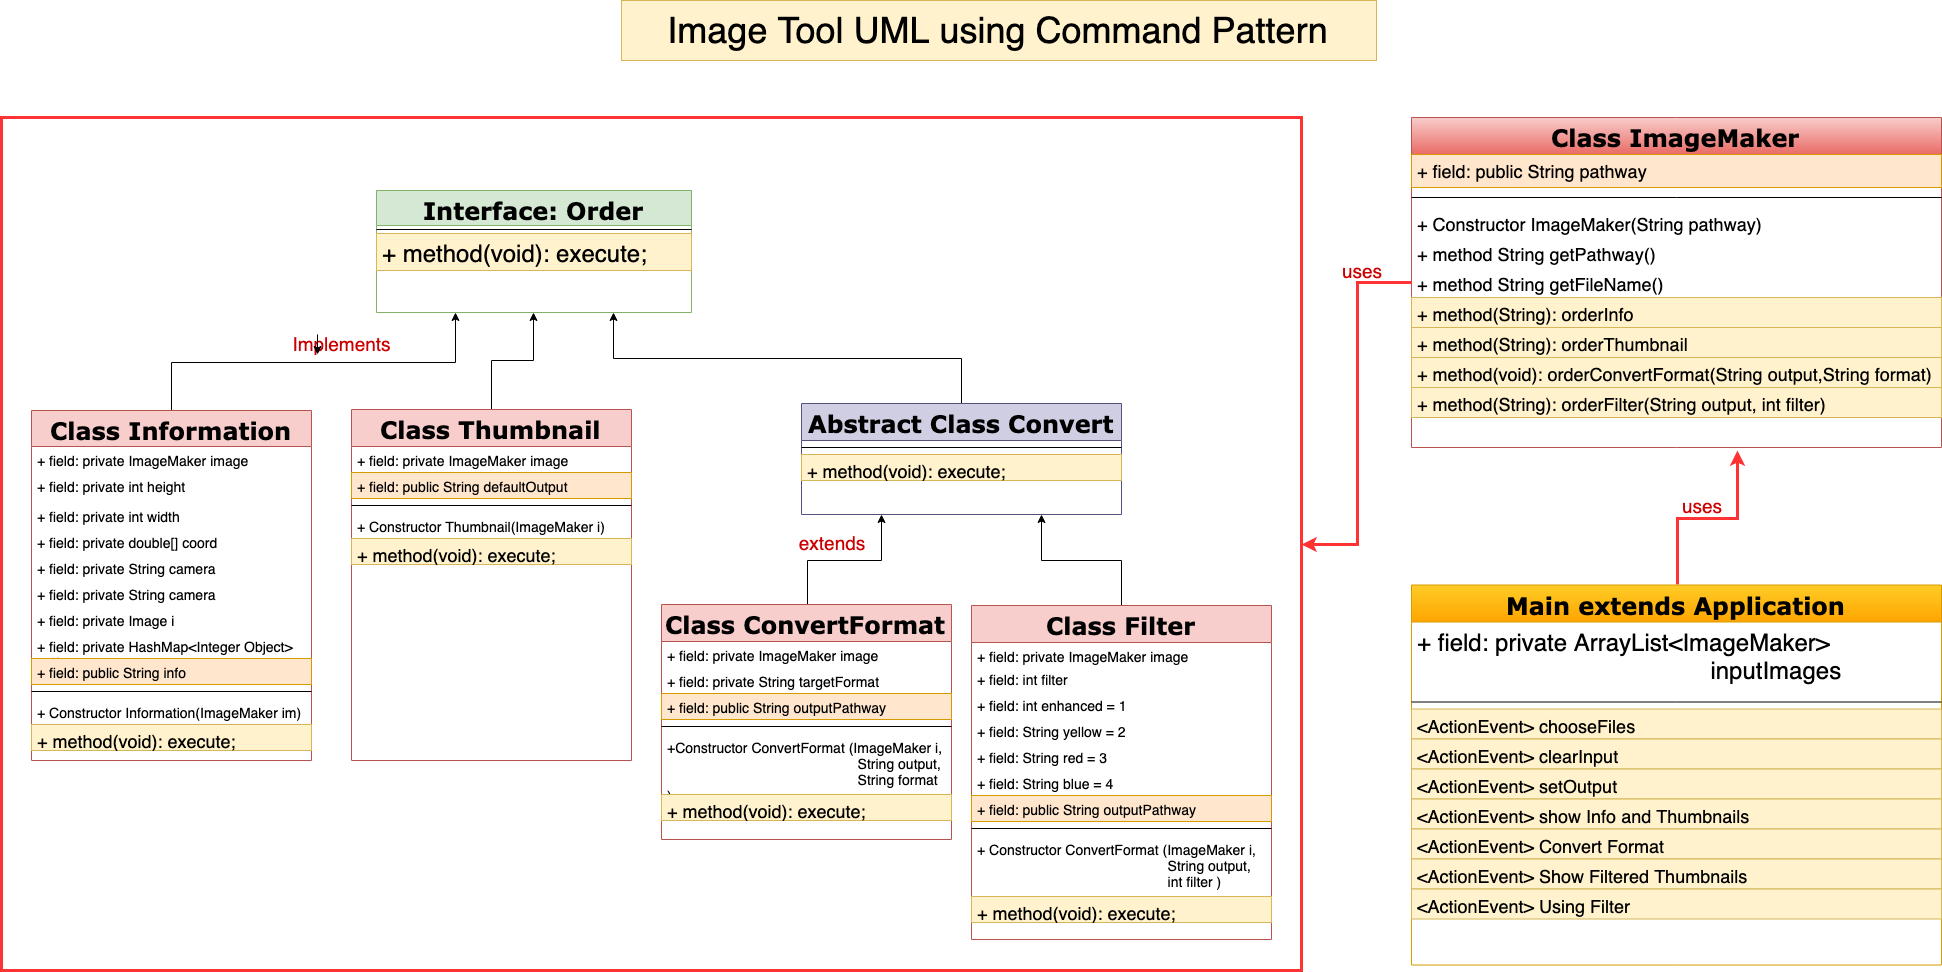 Image Tool UML using Command Pattern
Interface: Order
+ method(void): execute;
Implements
Class Information
+ field: private ImageMaker image
+ field: private int height
+ field: private int width
+ field: private double[] coord
+ field: private String camera
+ field: private String camera
+ field: private Image i
+ field: private HashMap<Integer Object>
+ field: public String info
+ Constructor Information(ImageMaker im)
+ method(void): execute;
Class Thumbnail
+ field: private ImageMaker image
+ field: public String defaultOutput
+ Constructor Thumbnail(ImageMaker i)
+ method(void): execute;
Abstract Class Convert
+ method(void): execute;
extends
Class ConvertFormat
+ field: private ImageMaker image
+ field: private String targetFormat
+ field: public String outputPathway
+Constructor ConvertFormat (ImageMaker i,
String output,
String format
)
+ method(void): execute;
Class Filter
+ field: private ImageMaker image
+ field: int filter
+ field: int enhanced = 1
+ field: String yellow = 2
+ field: String red = 3
+ field: String blue = 4
+ field: public String outputPathway
+ Constructor ConvertFormat (ImageMaker i,
String output,
int filter )
+ method(void): execute;
uses
Class ImageMaker
+ field: public String pathway
+ Constructor ImageMaker(String pathway)
+ method String getPathway()
+ method String getFileName()
+ method(String): orderInfo
+ method(String): orderThumbnail
+ method(void): orderConvertFormat(String output,String format)
+ method(String): orderFilter(String output, int filter)
uses
Main extends Application
+ field: private ArrayList<ImageMaker>
inputImages
<ActionEvent> chooseFiles
<ActionEvent> clearInput
<ActionEvent> setOutput
<ActionEvent> show Info and Thumbnails
<ActionEvent> Convert Format
<ActionEvent> Show Filtered Thumbnails
<ActionEvent> Using Filter